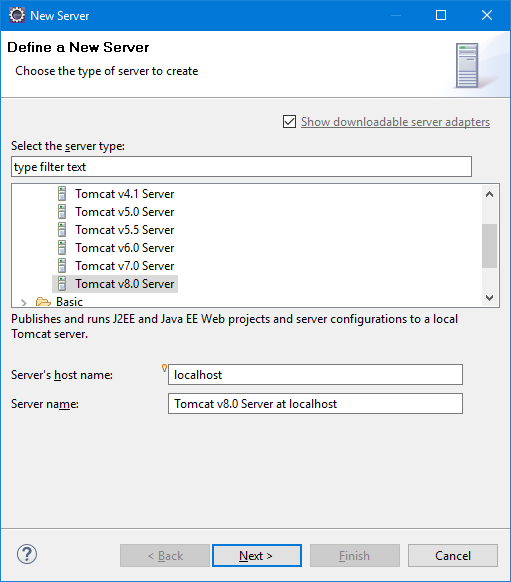 New Server
Define a New Server
Choose the type of server to create
Show downloadable server adapters
Select the server type:
type filter text
Tomcat v4.1 Server
Tomcat v5.0 Server
Tomcat v5.5 Server
Tomcat v6.0 Server
Tomcat v7.0 Server
Tomcat v8.0 Server
Basic
Publishes and runs J2EE and Java EE Web projects and server configurations to a local
Tomcat server.
Server's host name: localhost
Server name: Tomcat v8.0 Server at localhost
? < Back Next > Finish Cancel